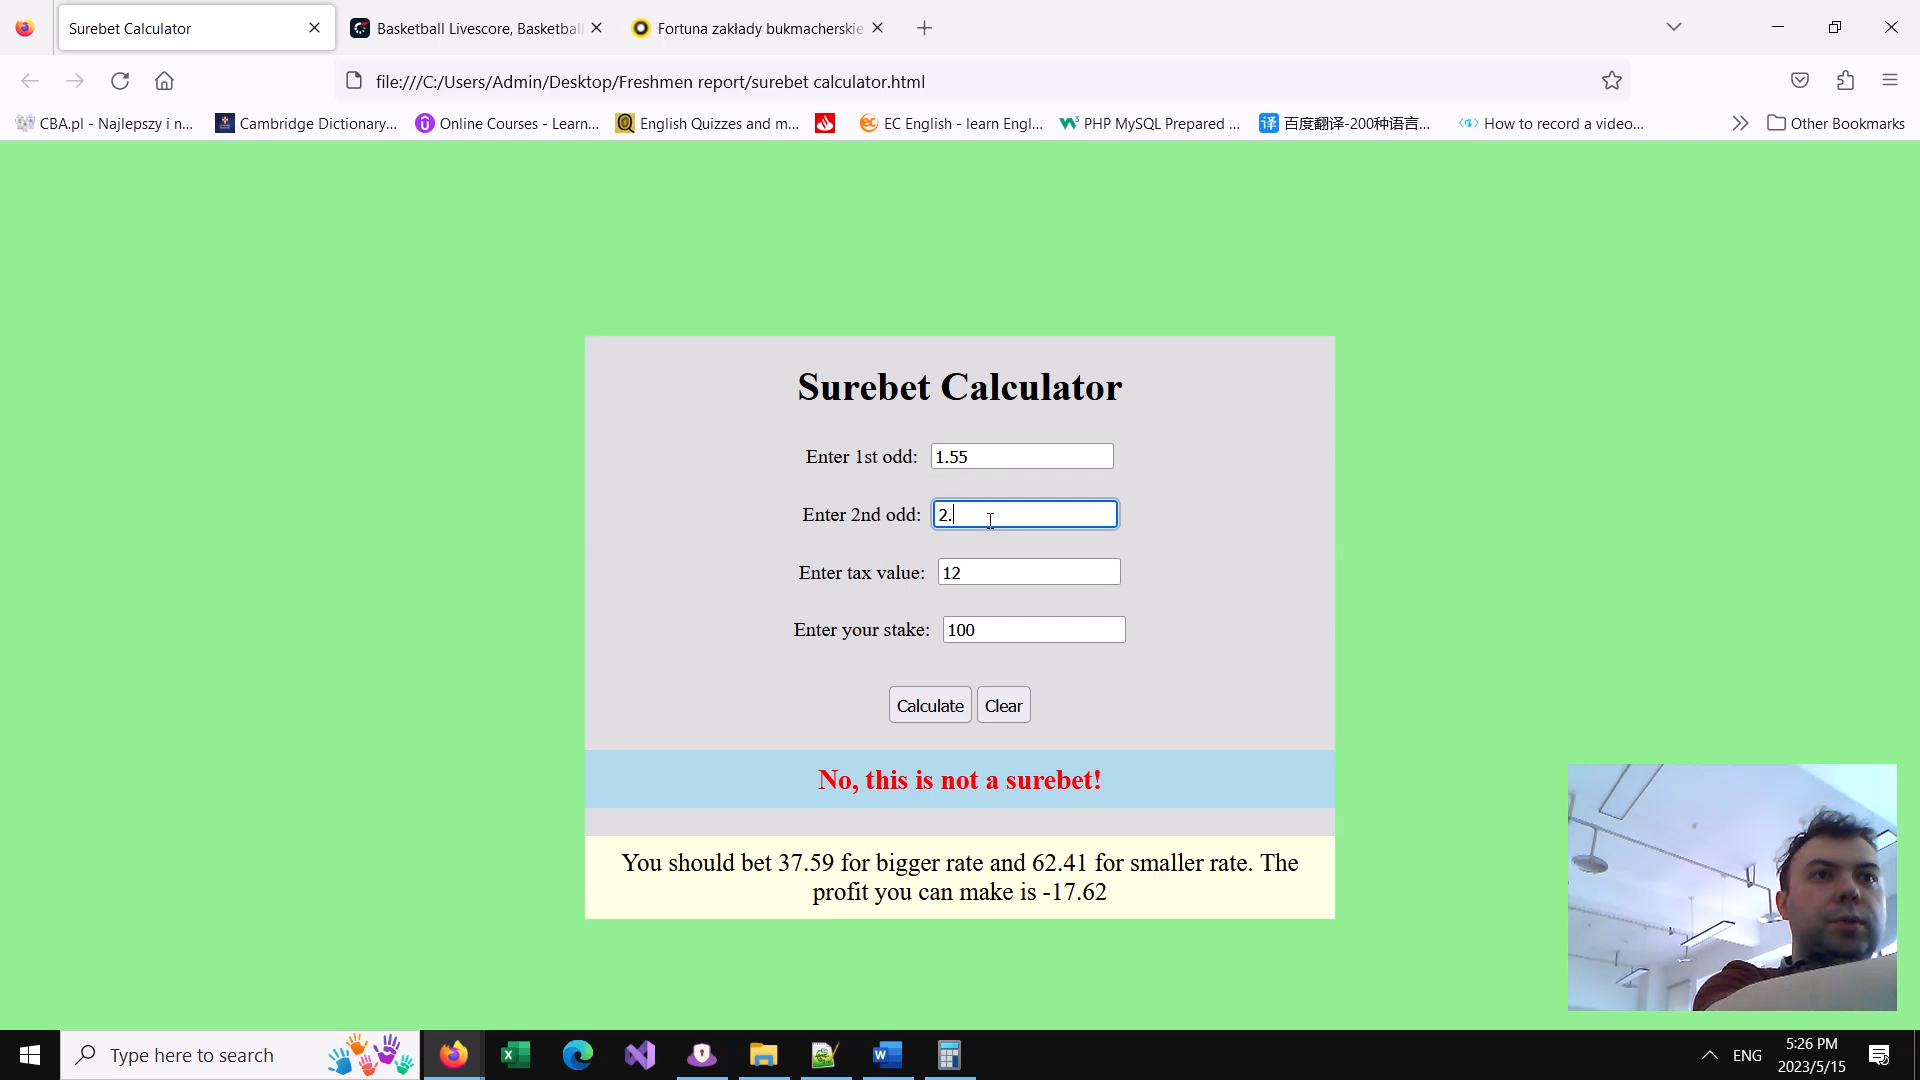 Surebet Calculator
Basketball Livescore, Basketball
Fortuna zakłady bukmacherskie
file:///C:/Users/Admin/Desktop/Freshmen report/surebet calculator.html
CBA.pl - Najlepszy i n...
Cambridge Dictionary...
Online Courses - Learn...
English Quizzes and m...
EC English - learn Engl...
PHP MySQL Prepared ...
百度翻译-200种语言...
How to record a video...
Other Bookmarks
Surebet Calculator
Enter 1st odd: 1.55
Enter 2nd odd: 2.
Enter tax value: 12
Enter your stake: 100
Calculate Clear
No, this is not a surebet!
You should bet 37.59 for bigger rate and 62.41 for smaller rate. The
profit you can make is -17.62
Type here to search
ENG
5:26 PM
2023/5/15